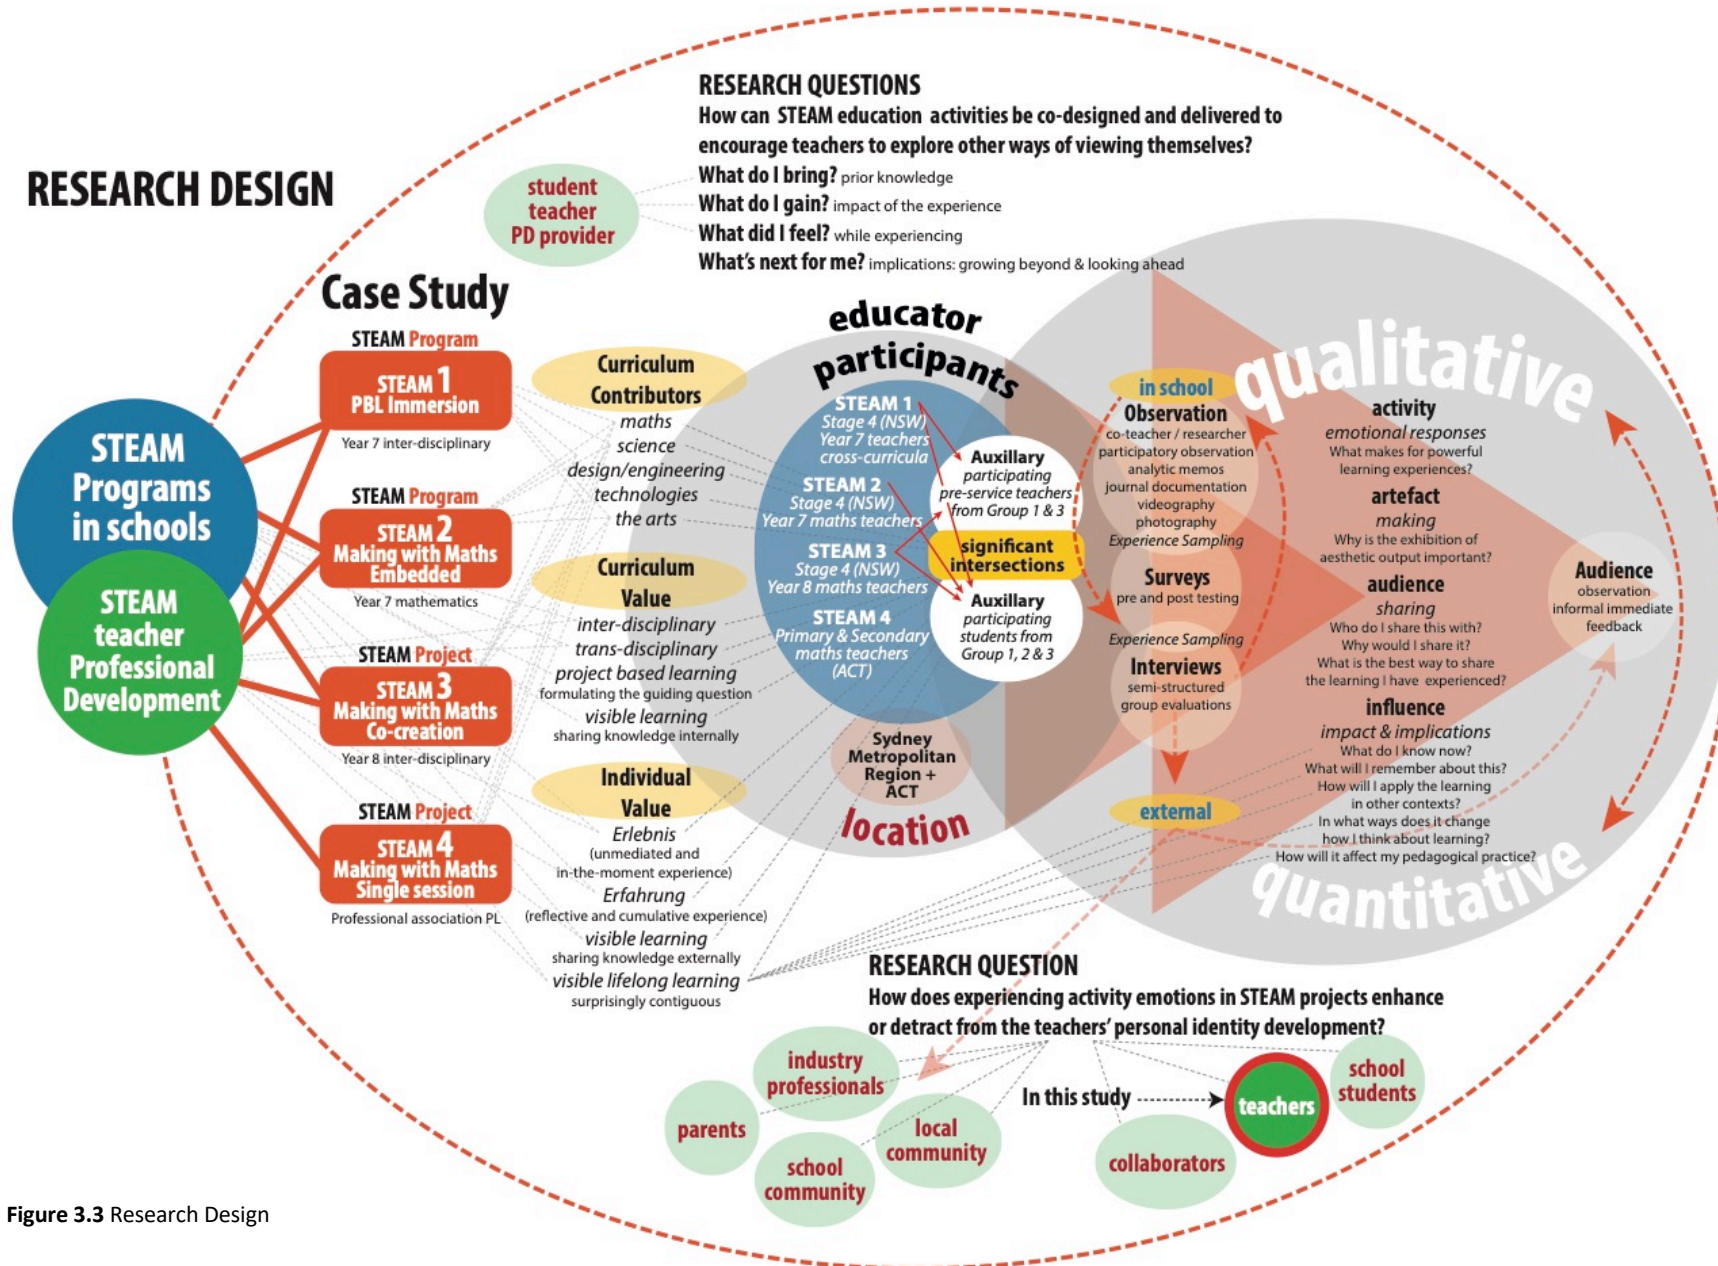 RESEARCH DESIGN
RESEARCH QUESTIONS
How can STEAM education activities be co-designed and delivered to
encourage teachers to explore other ways of viewing themselves?
What do I bring? prior knowledge
What do I gain? impact of the experience
What did I feel? while experiencing
What's next for me? implications: growing beyond & looking ahead
student
teacher
PD provider
Case Study
STEAM
Programs
in schools
STEAM
teacher
Professional
Development
STEAM Program
STEAM 1
PBL Immersion
Year 7 inter-disciplinary
STEAM Program
STEAM 2
Making with Maths
Embedded
Year 7 mathematics
STEAM Project
STEAM 3
Making with Maths
Co-creation
Year 8 inter-disciplinary
STEAM Project
STEAM 4
Making with Maths
Single session
Professional association PL
Curriculum
Contributors
maths
science
design/engineering
technologies
the arts
Curriculum
Value
inter-disciplinary
trans-disciplinary
project based learning
formulating the guiding question
visible learning
sharing knowledge internally
Individual
Value
Erlebnis
(unmediated and
in-the-moment experience)
Erfahrung
(reflective and cumulative experience)
visible learning
sharing knowledge externally
visible lifelong learning
surprisingly contiguous
educator
participants
STEAM 1
Stage 4 (NSW)
Year 7 teachers
cross-curricula
STEAM 2
Stage 4 (NSW)
Year 7 maths teachers
STEAM 3
Stage 4 (NSW)
Year 8 maths teachers
STEAM 4
Primary & Secondary
maths teachers
(ACT)
Auxillary
participating
pre-service teachers
from Group 1 & 3
significant
intersections
Auxillary
participating
students from
Group 1, 2 & 3
Sydney
Metropolitan
Region +
ACT
location
in school
Observation
co-teacher / researcher
participatory observation
analytic memos
journal documentation
videography
photography
Experience Sampling
Surveys
pre and post testing
Experience Sampling
Interviews
semi-structured
group evaluations
external
qualitative
activity
emotional responses
What makes for powerful
learning experiences?
artefact
making
Why is the exhibition of
aesthetic output important?
audience
sharing
Who do I share this with?
Why would I share it?
What is the best way to share
the learning I have experienced?
influence
impact & implications
What do I know now?
What will I remember about this?
How will I apply the learning
in other contexts?
In what ways does it change
how I think about learning?
How will it affect my pedagogical practice?
quantitative
Audience
observation
informal immediate
feedback
RESEARCH QUESTION
How does experiencing activity emotions in STEAM projects enhance
or detract from the teachers' personal identity development?
industry
professionals
parents
school
community
local
community
In this study
collaborators
teachers
school
students
Figure 3.3 Research Design